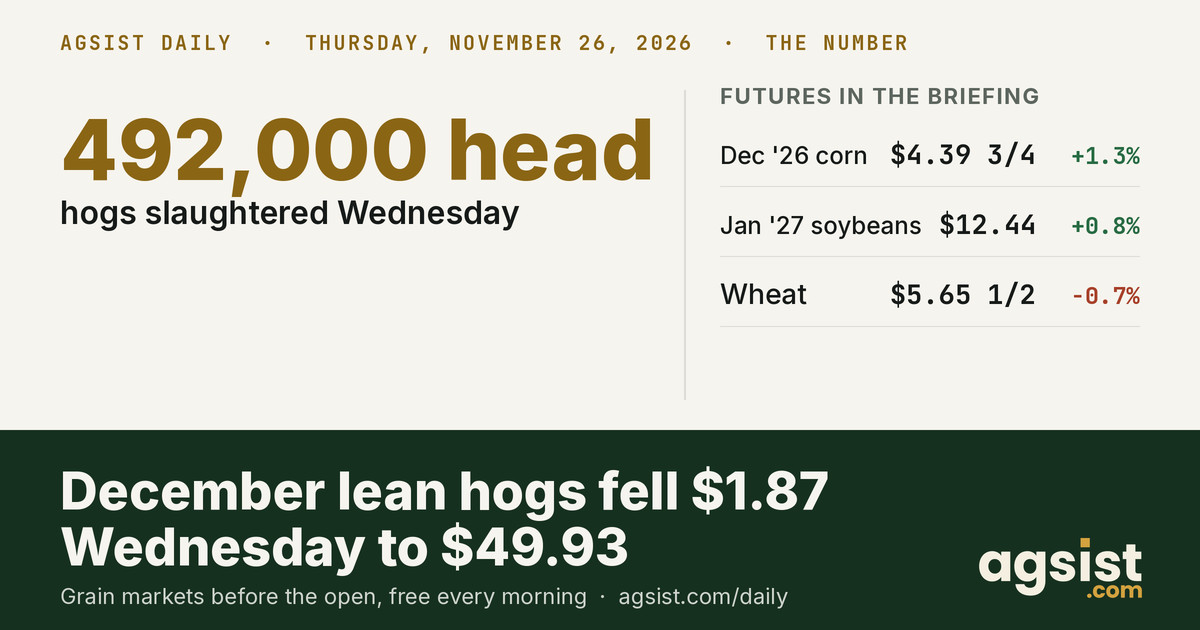 AGSIST DAILY · THURSDAY, NOVEMBER 26, 2026 · THE NUMBER
492,000 head
hogs slaughtered Wednesday
FUTURES IN THE BRIEFING
Dec '26 corn $4.39 3/4 +1.3%
Jan '27 soybeans $12.44 +0.8%
Wheat $5.65 1/2 -0.7%
December lean hogs fell $1.87
Wednesday to $49.93
Grain markets before the open, free every morning · agsist.com/daily
agsist
.com